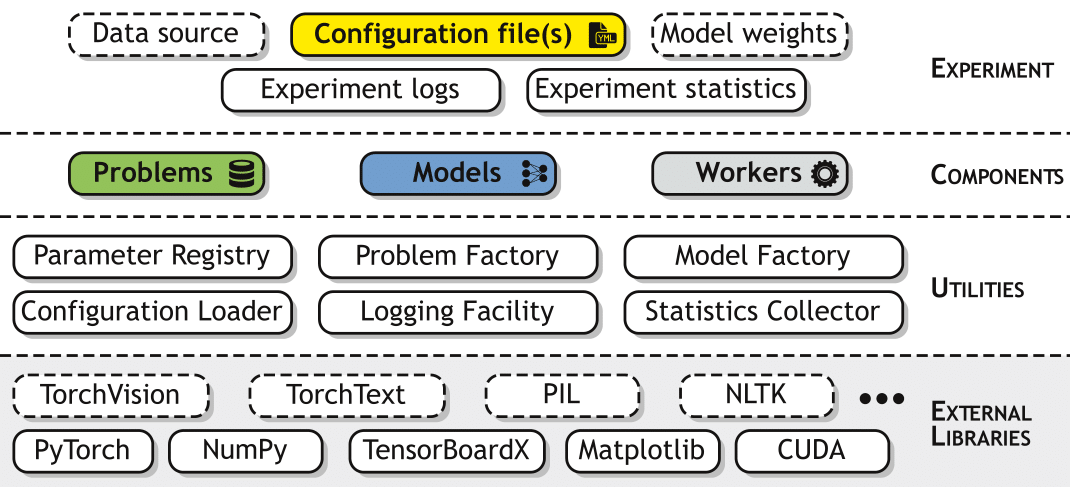 Data source Configuration file(s) YML Model weights
Experiment logs Experiment statistics
EXPERIMENT
Problems Models Workers
COMPONENTS
Parameter Registry Problem Factory Model Factory
Configuration Loader Logging Facility Statistics Collector
UTILITIES
TorchVision TorchText PIL NLTK •••
PyTorch NumPy TensorBoardX Matplotlib CUDA
EXTERNAL
LIBRARIES